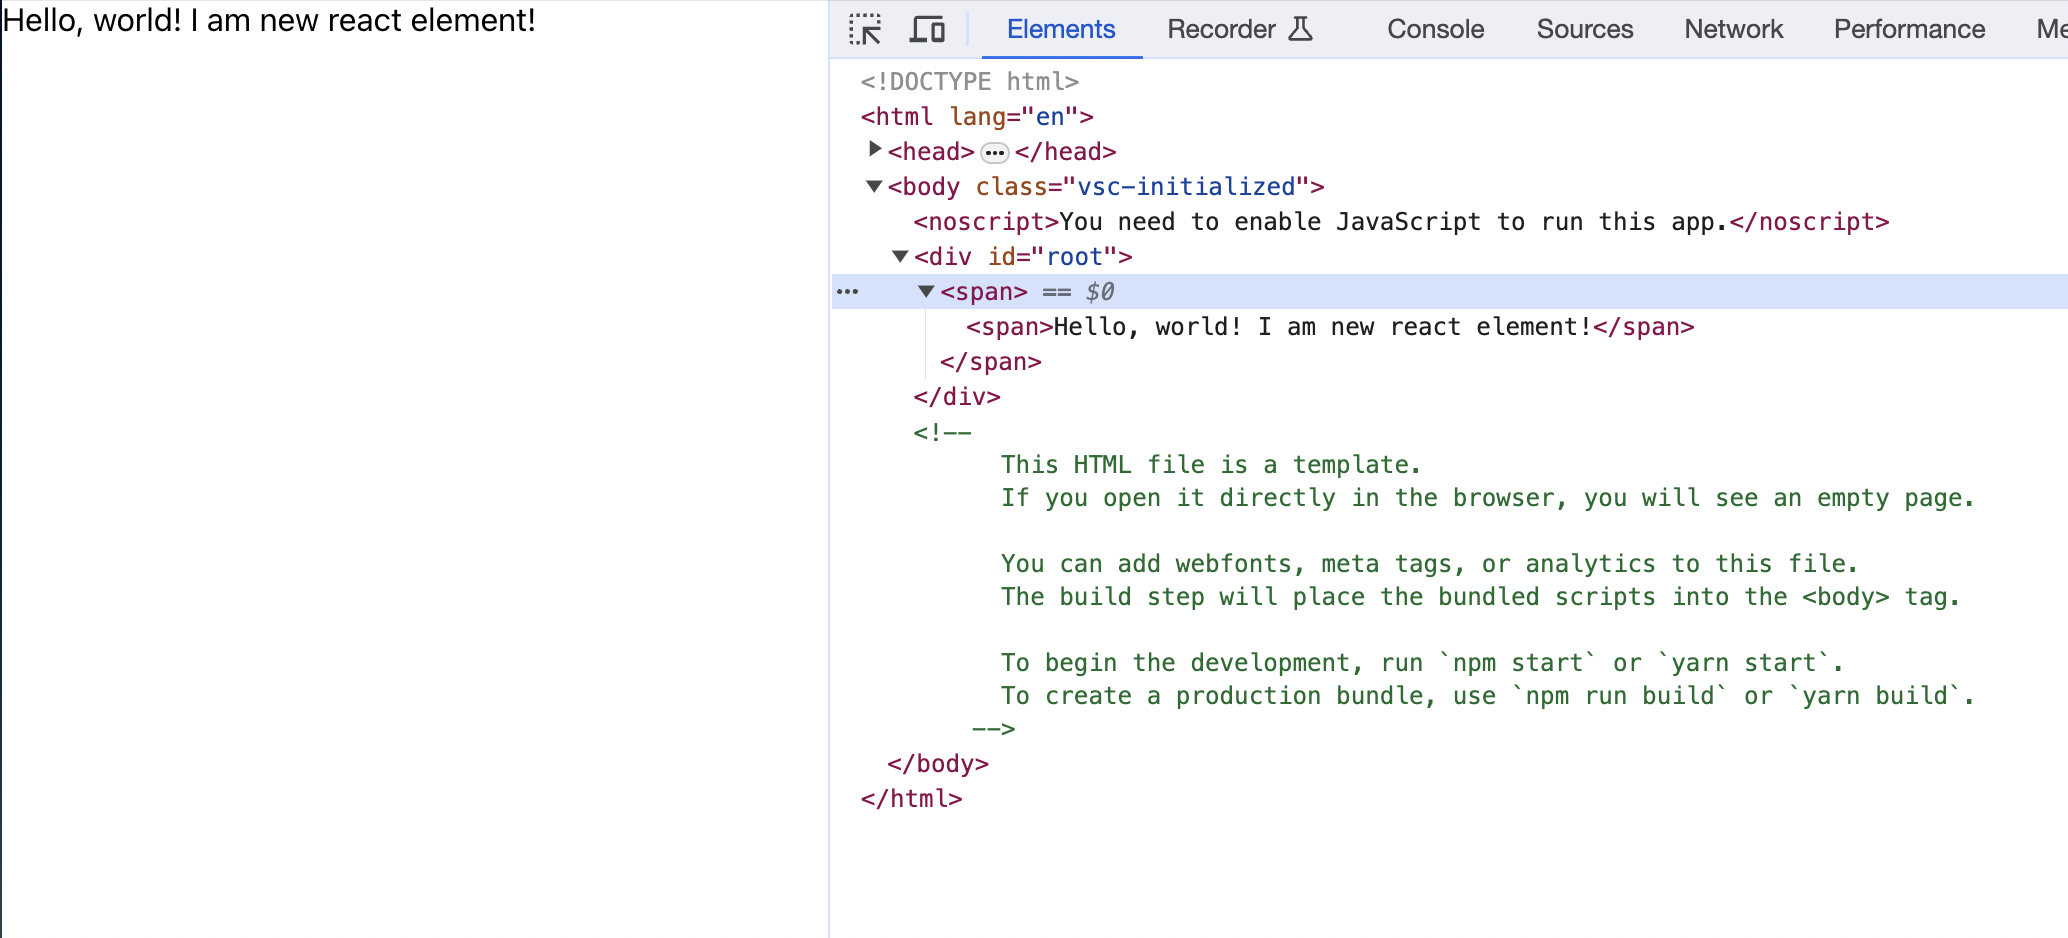 Hello, world! I am new react element!
Elements Recorder Console Sources Network Performance Me
<!DOCTYPE html>
<html lang="en">
<head> ••• </head>
<body class="vsc-initialized">
<noscript>You need to enable JavaScript to run this app.</noscript>
<div id="root">
••• <span> == $0
<span>Hello, world! I am new react element!</span>
</span>
</div>
<!--
This HTML file is a template.
If you open it directly in the browser, you will see an empty page.
You can add webfonts, meta tags, or analytics to this file.
The build step will place the bundled scripts into the <body> tag.
To begin the development, run `npm start` or `yarn start`.
To create a production bundle, use `npm run build` or `yarn build`.
-->
</body>
</html>